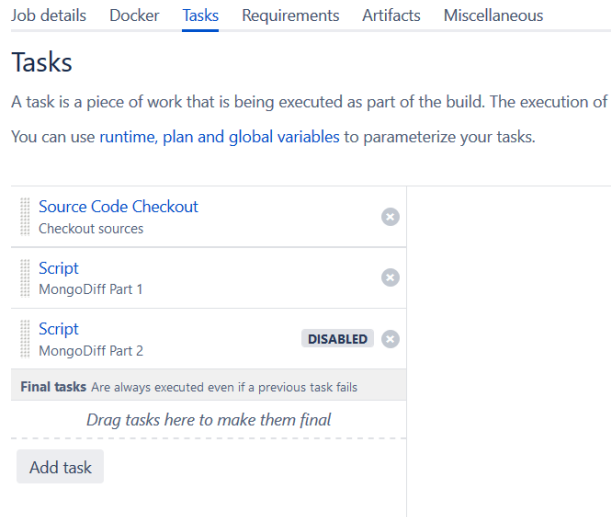 Job details Docker Tasks Requirements Artifacts Miscellaneous
Tasks
A task is a piece of work that is being executed as part of the build. The execution of
You can use runtime, plan and global variables to parameterize your tasks.
Source Code Checkout
Checkout sources
Script
MongoDiff Part 1
Script
MongoDiff Part 2 DISABLED
Final tasks Are always executed even if a previous task fails
Drag tasks here to make them final
Add task